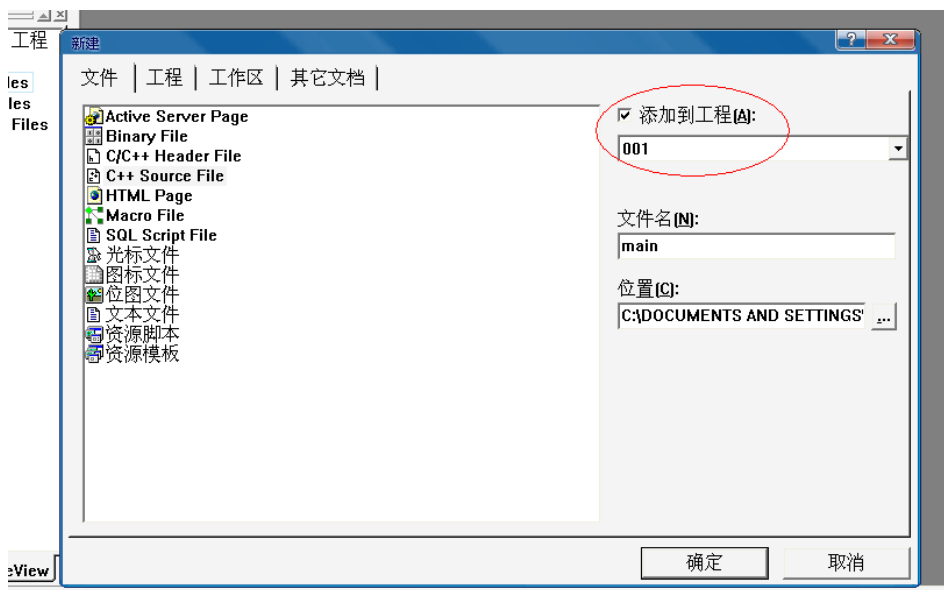 工程
les
les
Files
eView
新建
文件
工程
工作区
其它文档
Active Server Page
Binary File
C/C++ Header File
C++ Source File
HTML Page
Macro File
SQL Script File
光标文件
图标文件
位图文件
文本文件
资源脚本
资源模板
添加到工程(A):
001
文件名(N):
main
位置(C):
C:\DOCUMENTS AND SETTINGS'
...
确定
取消